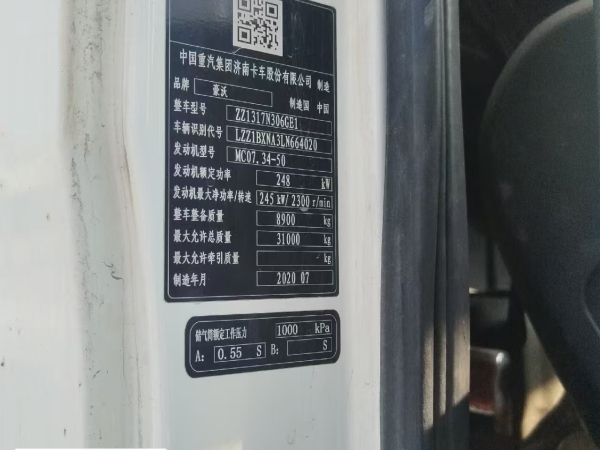 中国重汽集团济南卡车股份有限公司 制造
品牌 豪沃 制造国 中国
整车型号 ZZ1317N306GE1
车辆识别代号 LZZ1BXNA3LN664020
发动机型号 MC07.34-50
发动机额定功率 248 kW
发动机最大净功率/转速 245 kW/ 2300 r/min
整车整备质量 8900 kg
最大允许总质量 31000 kg
最大允许牵引质量 kg
制造年月 2020 07
储气筒额定工作压力 1000 kPa
A: 0.55 S B: S